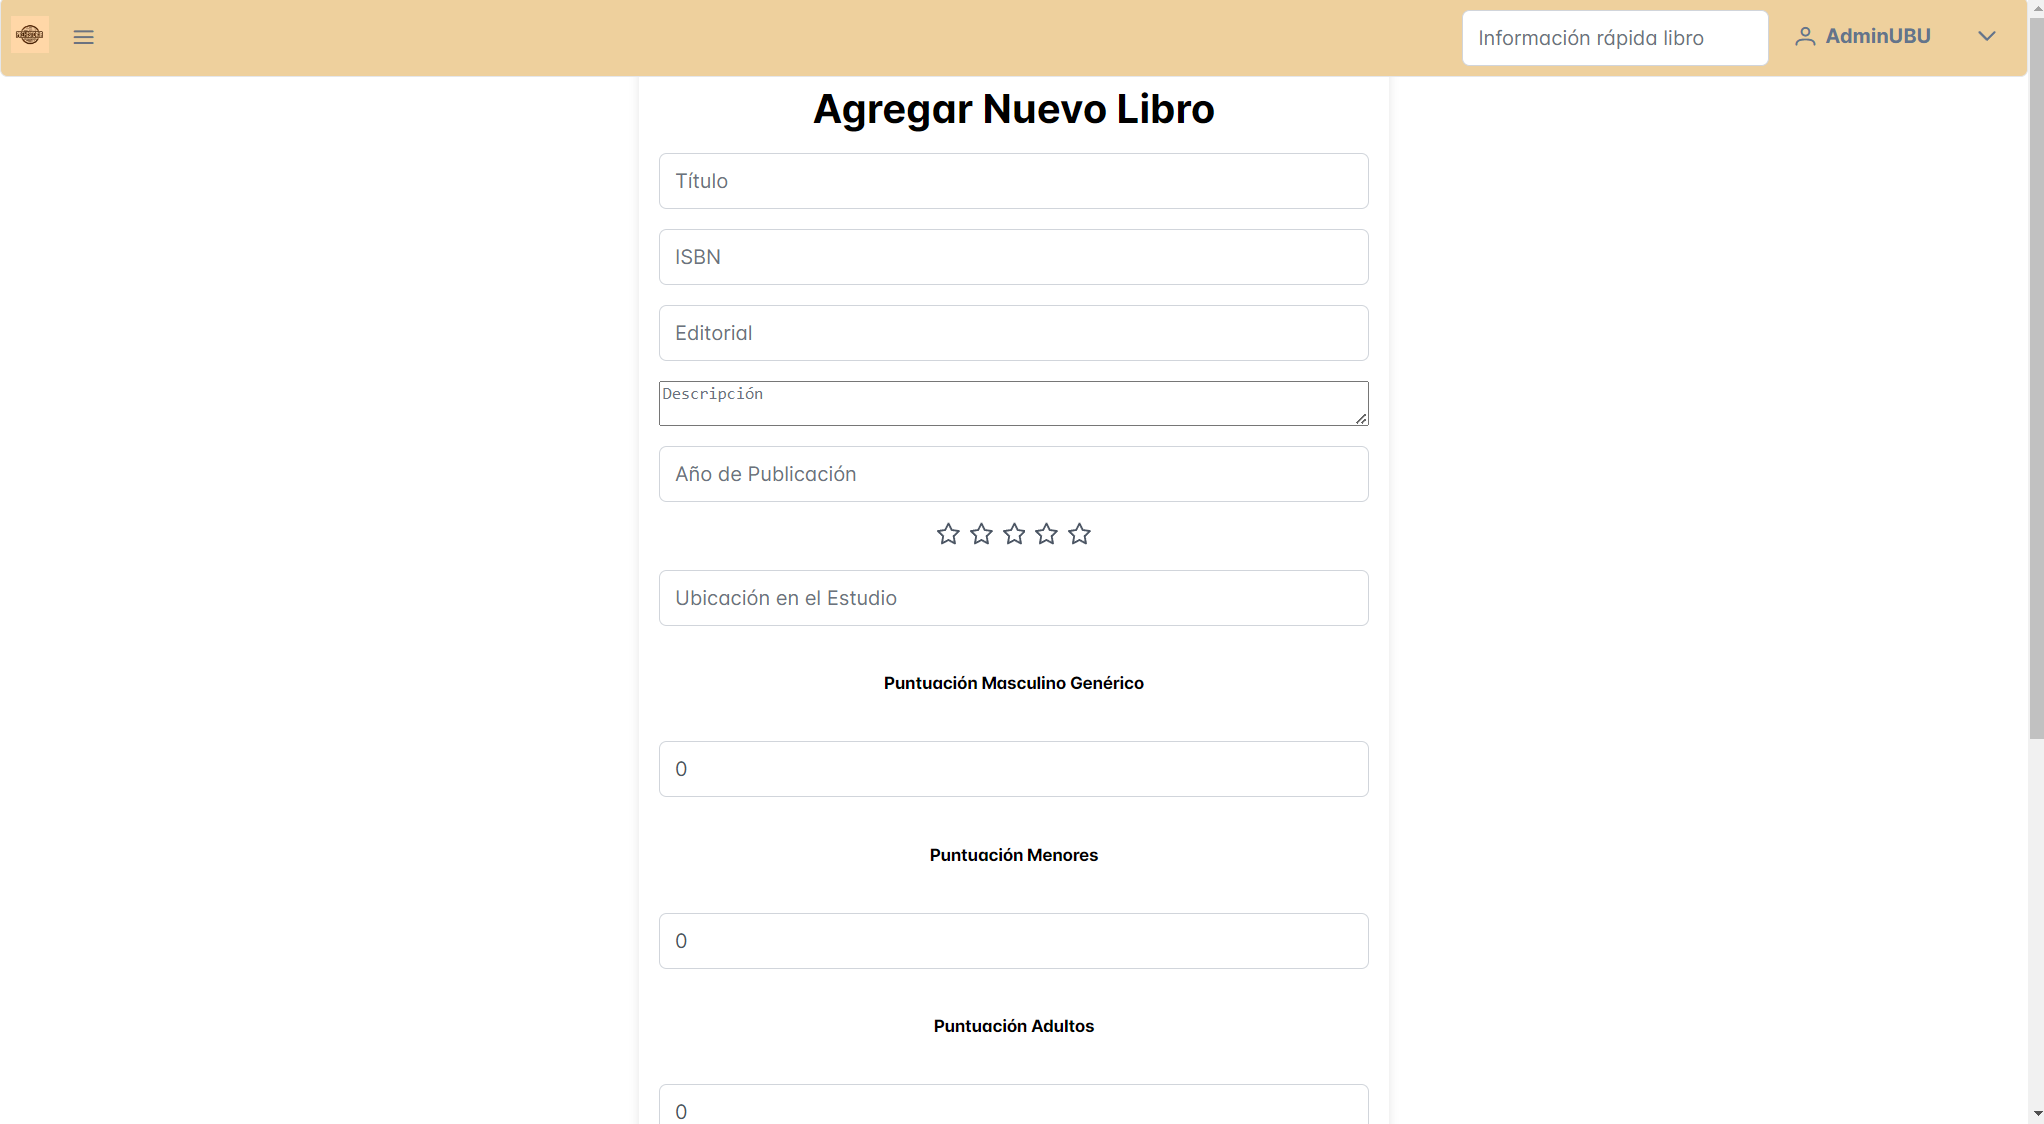 Información rápida libro
AdminUBU
Agregar Nuevo Libro
Título
ISBN
Editorial
Descripción
Año de Publicación
Ubicación en el Estudio
Puntuación Masculino Genérico
0
Puntuación Menores
0
Puntuación Adultos
0